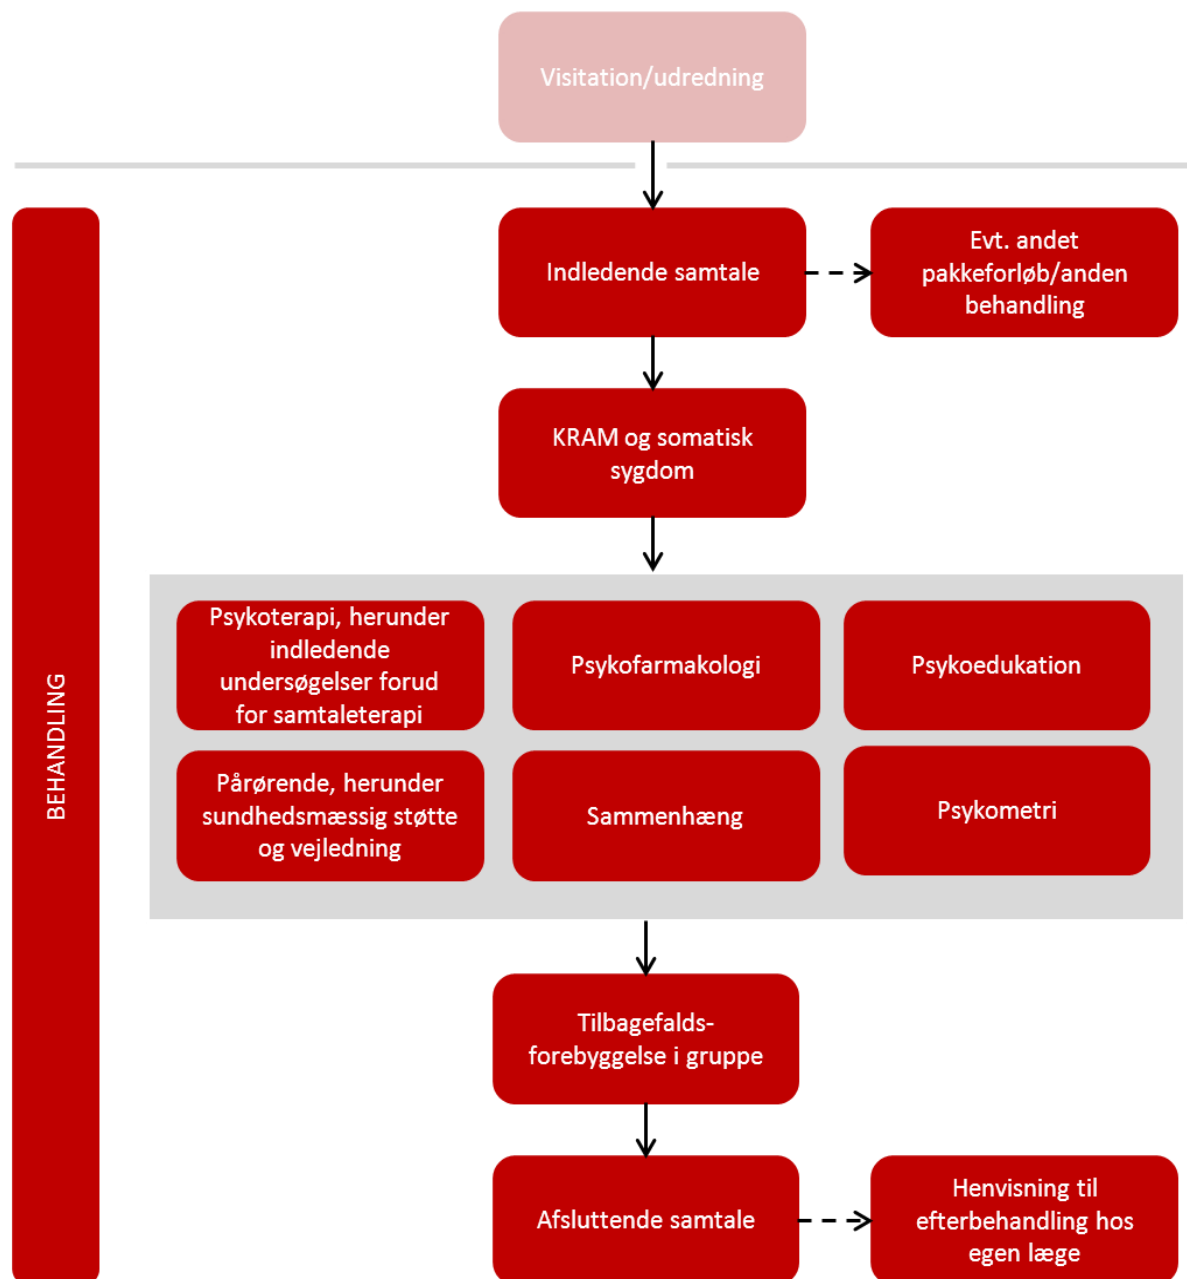 Visitation/udredning
Indledende samtale
Evt. andet
pakkeforløb/anden
behandling
KRAM og somatisk
sygdom
BEHANDLING
Psykoterapi, herunder
indledende
undersøgelser forud
for samtaleterapi
Psykofarmakologi
Psykoedukation
Pårørende, herunder
sundhedsmæssig støtte
og vejledning
Sammenhæng
Psykometri
Tilbagefalds-
forebyggelse i gruppe
Afsluttende samtale
Henvisning til
efterbehandling hos
egen læge